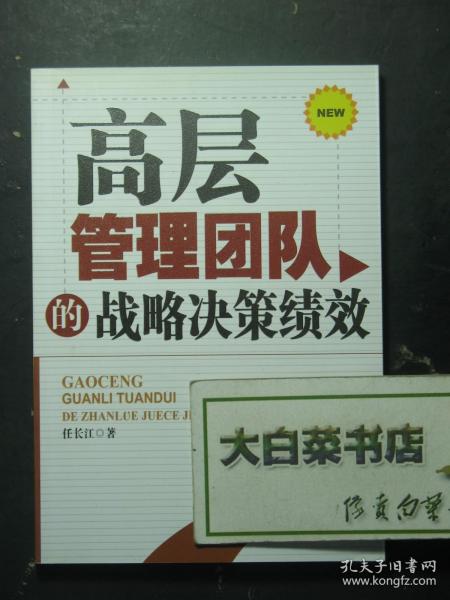 NEW
高层
管理团队
的战略决策绩效
GAOCENG
GUANLI TUANDUI
DE ZHANLUE JUECE JI
任长江◎著
大白菜书店
孔夫子旧书网
www.kongfz.com